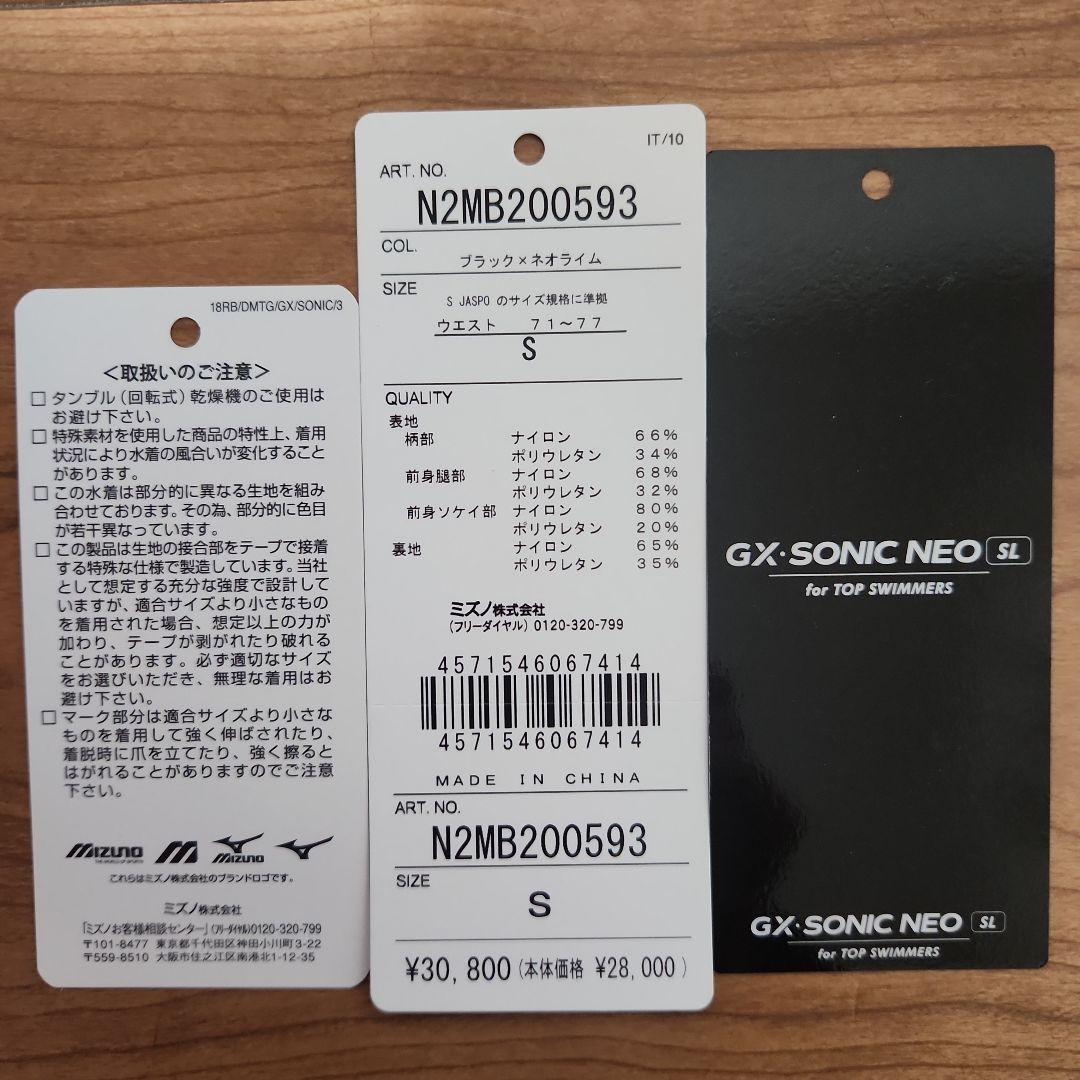 18RB/DMTG/GX/SONIC/3
＜取扱いのご注意＞
□ タンブル（回転式）乾燥機のご使用は
お避け下さい。
□ 特殊素材を使用した商品の特性上、着用
状況により水着の風合いが変化すること
があります。
□ この水着は部分的に異なる生地を組み
合わせております。その為、部分的に色目
が若干異なっています。
□ この製品は生地の接合部をテープで接着
する特殊な仕様で製造しています。当社
として想定する充分な強度で設計して
いますが、適合サイズより小さなもの
を着用された場合、想定以上の力が
加わり、テープが剥がれたり破れる
ことがあります。必ず適切なサイズ
をお選びいただき、無理な着用はお
避け下さい。
□ マーク部分は適合サイズより小さな
ものを着用して強く伸ばされたり、
着脱時に爪を立てたり、強く擦ると
はがれることがありますのでご注意
下さい。
MIZUNO
THE WORLD OF SPORTS
MIZUNO
これらはミズノ株式会社のブランドロゴです。
ミズノ株式会社
「ミズノお客様相談センター」（フリーダイヤル）0120-320-799
〒101-8477 東京都千代田区神田小川町3-22
〒559-8510 大阪市住之江区南港北1-12-35
IT/10
ART. NO.
N2MB200593
COL.
ブラック×ネオライム
SIZE
S JASPO のサイズ規格に準拠
ウエスト ７１～７７
S
QUALITY
表地
柄部 ナイロン ６６％
ポリウレタン ３４％
前身腿部 ナイロン ６８％
ポリウレタン ３２％
前身ソケイ部 ナイロン ８０％
ポリウレタン ２０％
裏地 ナイロン ６５％
ポリウレタン ３５％
ミズノ株式会社
（フリーダイヤル）0120-320-799
4571546067414
4571546067414
MADE IN CHINA
ART. NO.
N2MB200593
SIZE
S
¥30,800（本体価格 ¥28,000）
GX・SONIC NEO SL
for TOP SWIMMERS
GX・SONIC NEO SL
for TOP SWIMMERS